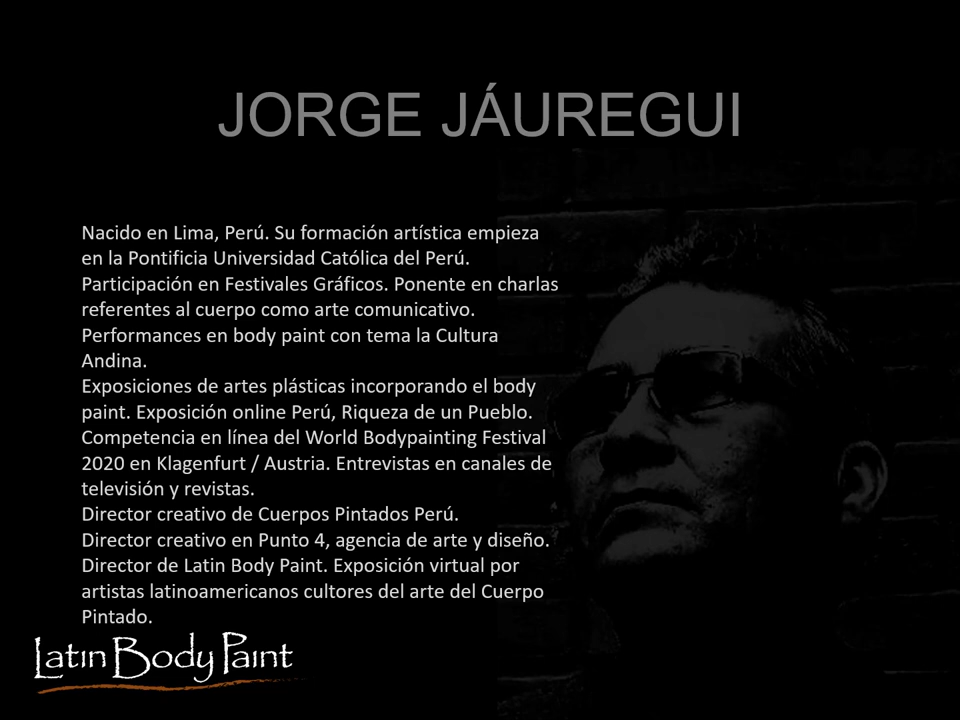 JORGE JÁUREGUI
Nacido en Lima, Perú. Su formación artística empieza
en la Pontificia Universidad Católica del Perú.
Participación en Festivales Gráficos. Ponente en charlas
referentes al cuerpo como arte comunicativo.
Performances en body paint con tema la Cultura
Andina.
Exposiciones de artes plásticas incorporando el body
paint. Exposición online Perú, Riqueza de un Pueblo.
Competencia en línea del World Bodypainting Festival
2020 en Klagenfurt / Austria. Entrevistas en canales de
televisión y revistas.
Director creativo de Cuerpos Pintados Perú.
Director creativo en Punto 4, agencia de arte y diseño.
Director de Latin Body Paint. Exposición virtual por
artistas latinoamericanos cultores del arte del Cuerpo
Pintado.
Latin Body Paint